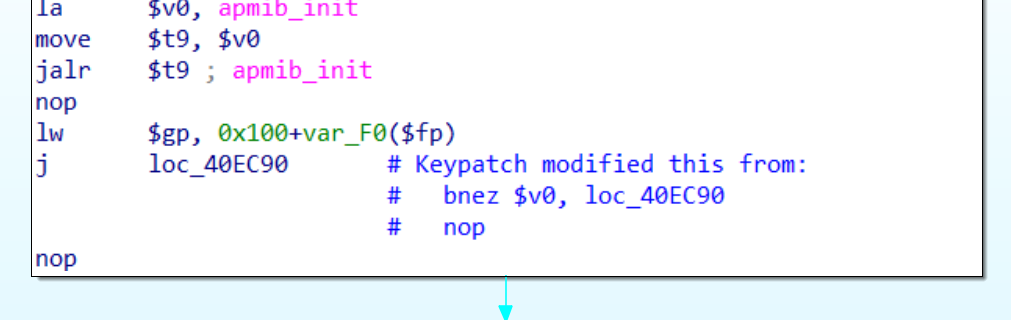 la $v0, apmib_init
move $t9, $v0
jalr $t9 ; apmib_init
nop
lw $gp, 0x100+var_F0($fp)
j loc_40EC90 # Keypatch modified this from:
# bnez $v0, loc_40EC90
# nop
nop